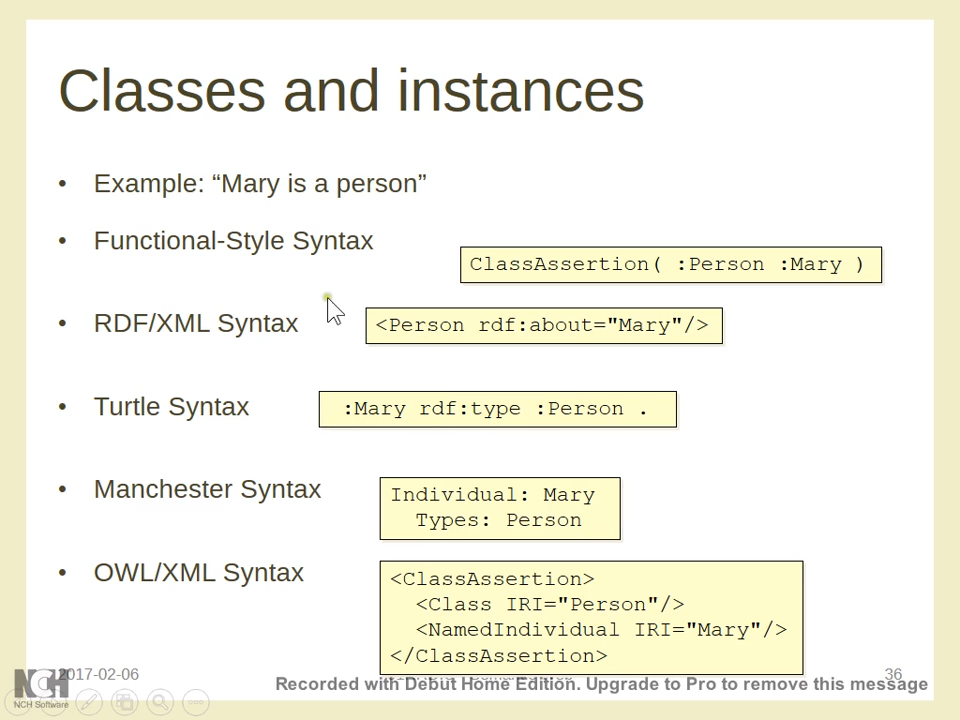 Classes and instances
• Example: “Mary is a person”
• Functional-Style Syntax
ClassAssertion( :Person :Mary )
• RDF/XML Syntax
<Person rdf:about="Mary"/>
• Turtle Syntax
:Mary rdf:type :Person .
• Manchester Syntax
Individual: Mary
Types: Person
• OWL/XML Syntax
<ClassAssertion>
<Class IRI="Person"/>
<NamedIndividual IRI="Mary"/>
</ClassAssertion>
2017-02-06
36
NCH
NCH Software
Recorded with Debut Home Edition. Upgrade to Pro to remove this message